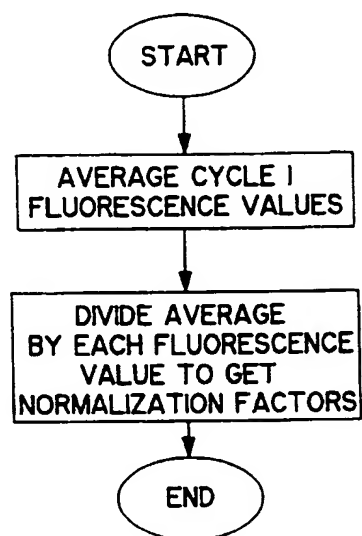 START
AVERAGE CYCLE I
FLUORESCENCE VALUES
DIVIDE AVERAGE
BY EACH FLUORESCENCE
VALUE TO GET
NORMALIZATION FACTORS
END